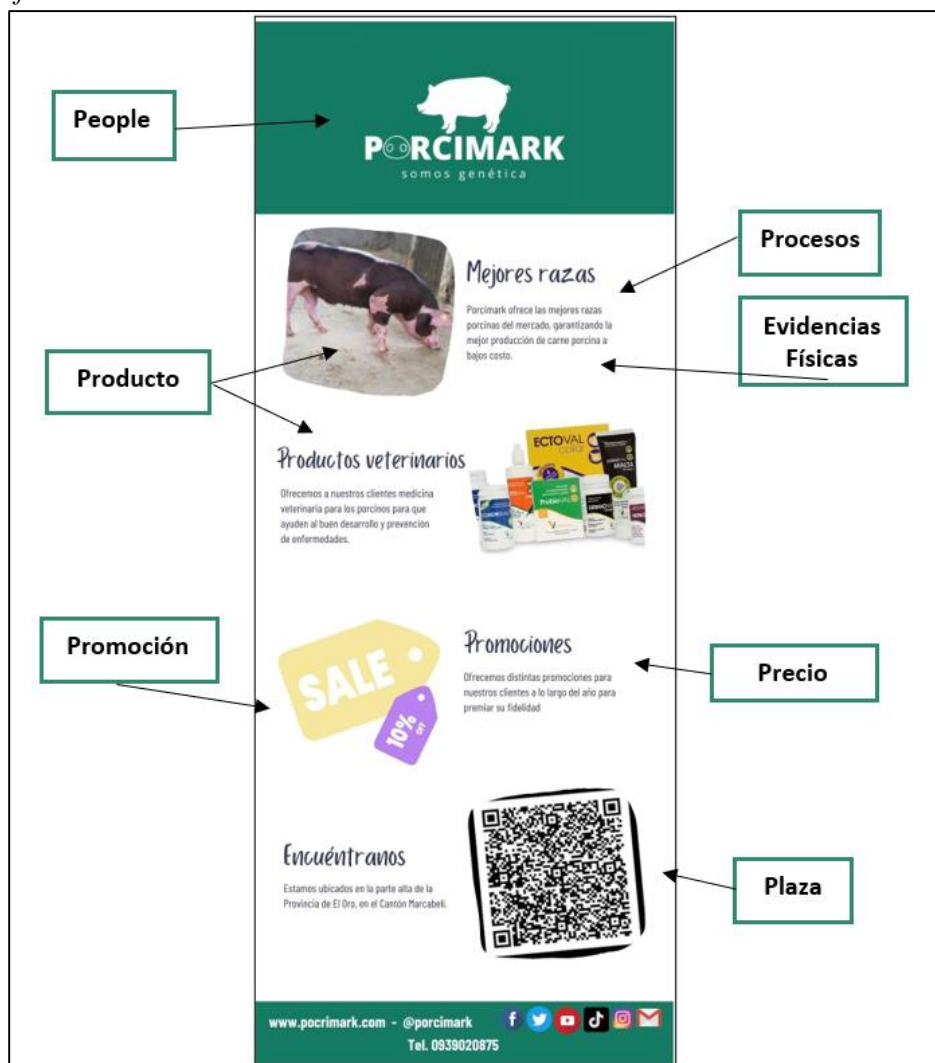 People
PORCIMARK
somos genética
Procesos
Mejores razas
Porcimark ofrece las mejores razas
porcinas del mercado, garantizando la
mejor producción de carne porcina a
bajos costo.
Evidencias
Físicas
Producto
Productos veterinarios
Ofrecemos a nuestros clientes medicina
veterinaria para los porcinos para que
ayuden al buen desarrollo y prevención
de enfermedades.
ECTOVAL
MALTA
ProbioVAL
Promoción
SALE
10%
OFF
Promociones
Ofrecemos distintas promociones para
nuestros clientes a lo largo del año para
premiar su fidelidad
Precio
Encuéntranos
Estamos ubicados en la parte alta de la
Provincia de El Oro, en el Cantón Marcabelí.
Plaza
www.pocrimark.com - @porcimark
Tel. 0939020875